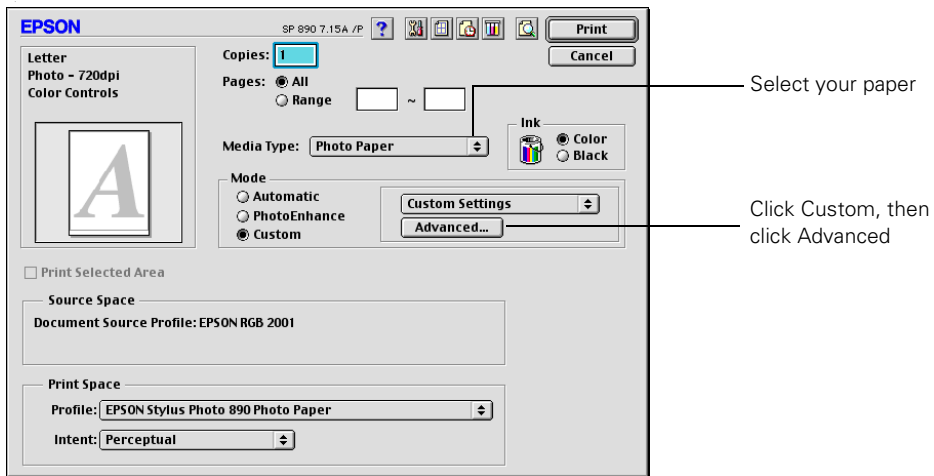 EPSON
SP 890 7.15A /P
?
Print
Letter
Photo - 720dpi
Color Controls
A
Copies: 1
Cancel
Pages: All
Range ~
Media Type: Photo Paper
Ink
Color
Black
Mode
Automatic
PhotoEnhance
Custom
Custom Settings
Advanced...
Select your paper
Click Custom, then
click Advanced
Print Selected Area
Source Space
Document Source Profile: EPSON RGB 2001
Print Space
Profile: EPSON Stylus Photo 890 Photo Paper
Intent: Perceptual